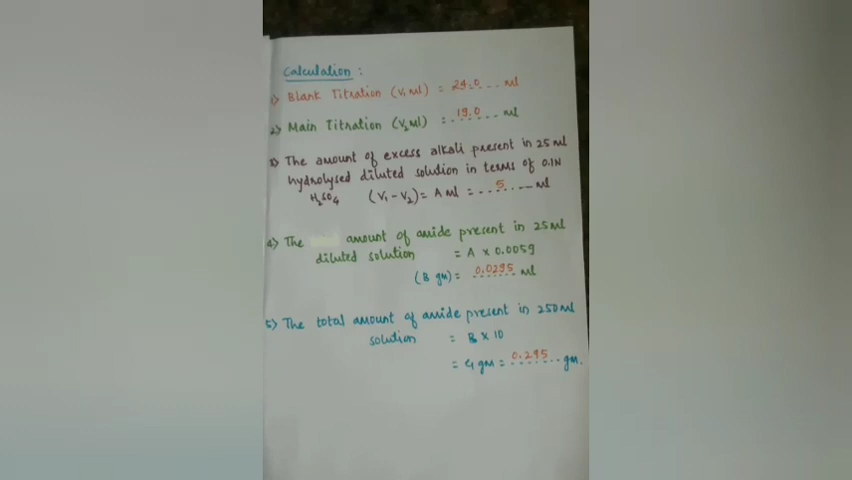 Calculation :
1) Blank Titration (V₁ ml) = 24.0 ... ml
2) Main Titration (V₂ ml) = 19.0 ... ml
3) The amount of excess alkali present in 25 ml
hydrolysed diluted solution in terms of 0.1N
H₂SO₄ (V₁ - V₂) = A ml = ... 5 ... ml
4) The amount of amide present in 25 ml
diluted solution = A x 0.0059
(B gm) = 0.0295 ml
5) The total amount of amide present in 250 ml
solution = B x 10
= G gm = 0.295 ... gm.